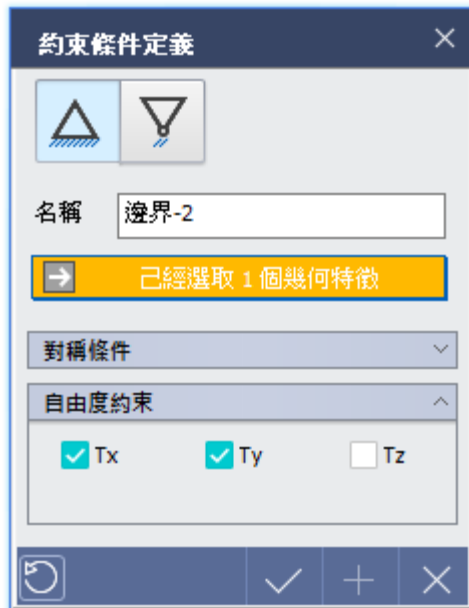 約束條件定義
名稱 邊界-2
已經選取 1 個幾何特徵
對稱條件
自由度約束
Tx Ty Tz